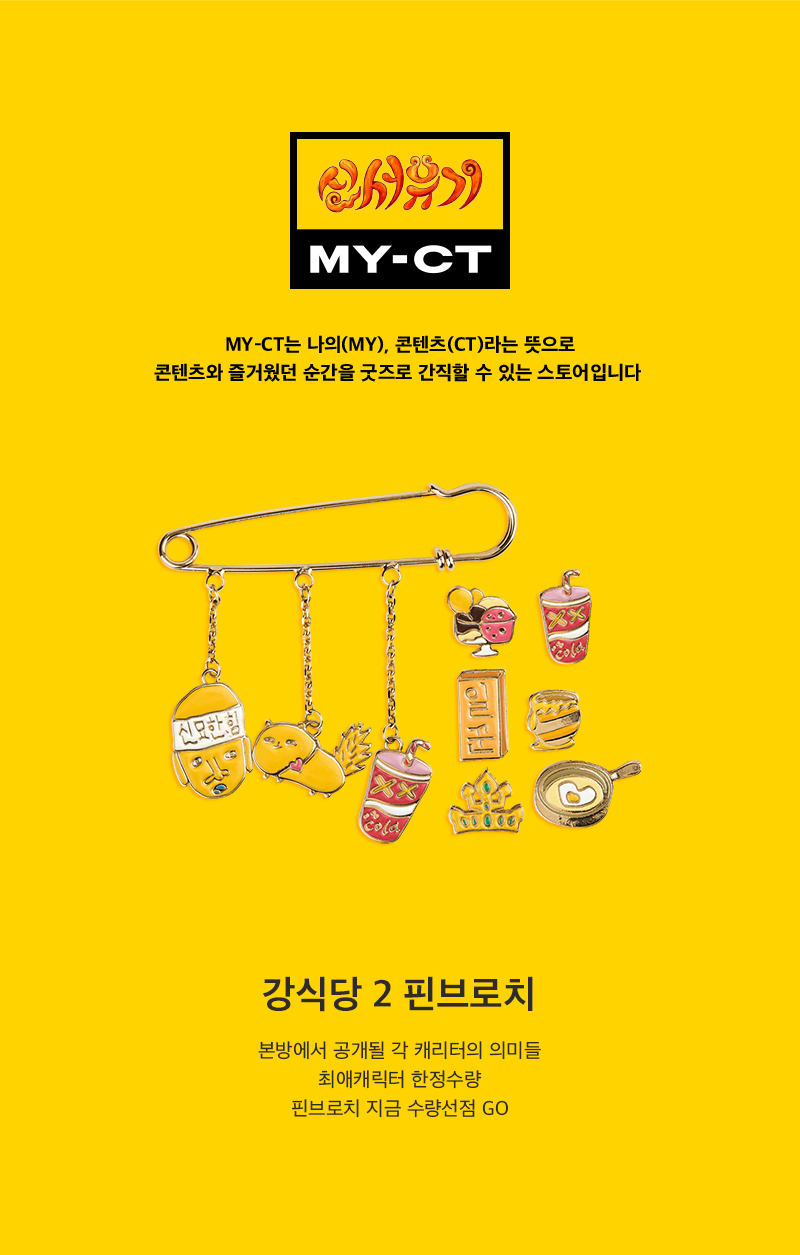 신서유기
MY-CT
MY-CT는 나의(MY), 콘텐츠(CT)라는 뜻으로
콘텐츠와 즐거웠던 순간을 굿즈로 간직할 수 있는 스토어입니다
신묘한 힘
cola
cola
강식당 2 핀브로치
본방에서 공개될 각 캐리터의 의미들
최애캐릭터 한정수량
핀브로치 지금 수량선점 GO